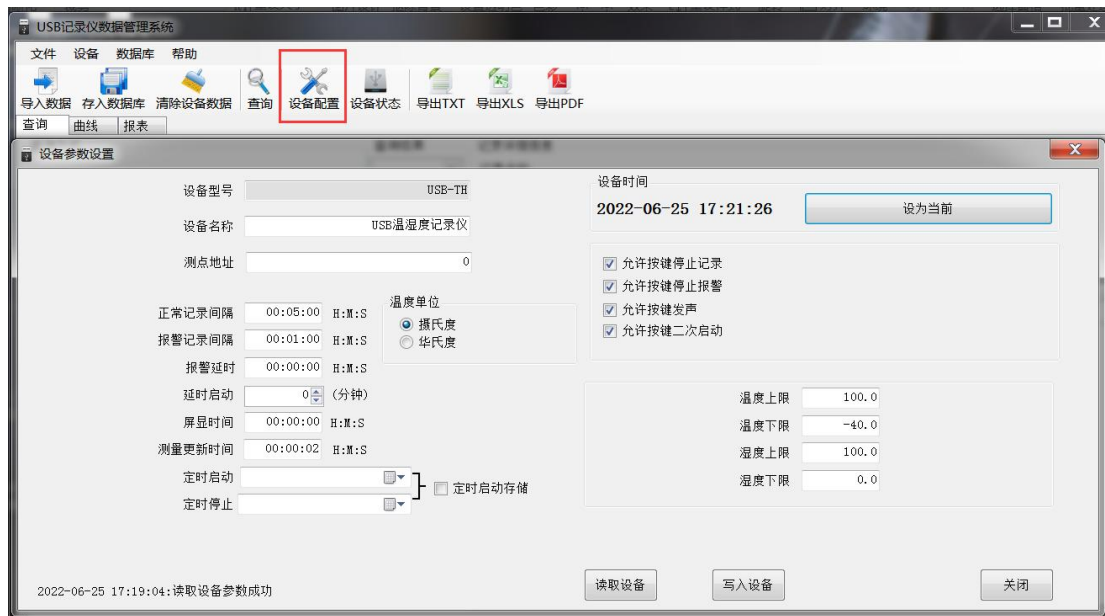 USB记录仪数据管理系统
文件 设备 数据库 帮助
导入数据 存入数据库 清除设备数据 查询 设备配置 设备状态 导出TXT 导出XLS 导出PDF
查询 曲线 报表
设备参数设置
设备型号 USB-TH
设备名称 USB温湿度记录仪
测点地址 0
正常记录间隔 00:05:00 H:M:S
报警记录间隔 00:01:00 H:M:S
报警延时 00:00:00 H:M:S
延时启动 0 (分钟)
屏显时间 00:00:00 H:M:S
测量更新时间 00:00:02 H:M:S
定时启动
定时停止
定时启动存储
温度单位
摄氏度
华氏度
设备时间
2022-06-25 17:21:26 设为当前
允许按键停止记录
允许按键停止报警
允许按键发声
允许按键二次启动
温度上限 100.0
温度下限 -40.0
湿度上限 100.0
湿度下限 0.0
2022-06-25 17:19:04:读取设备参数成功
读取设备 写入设备 关闭